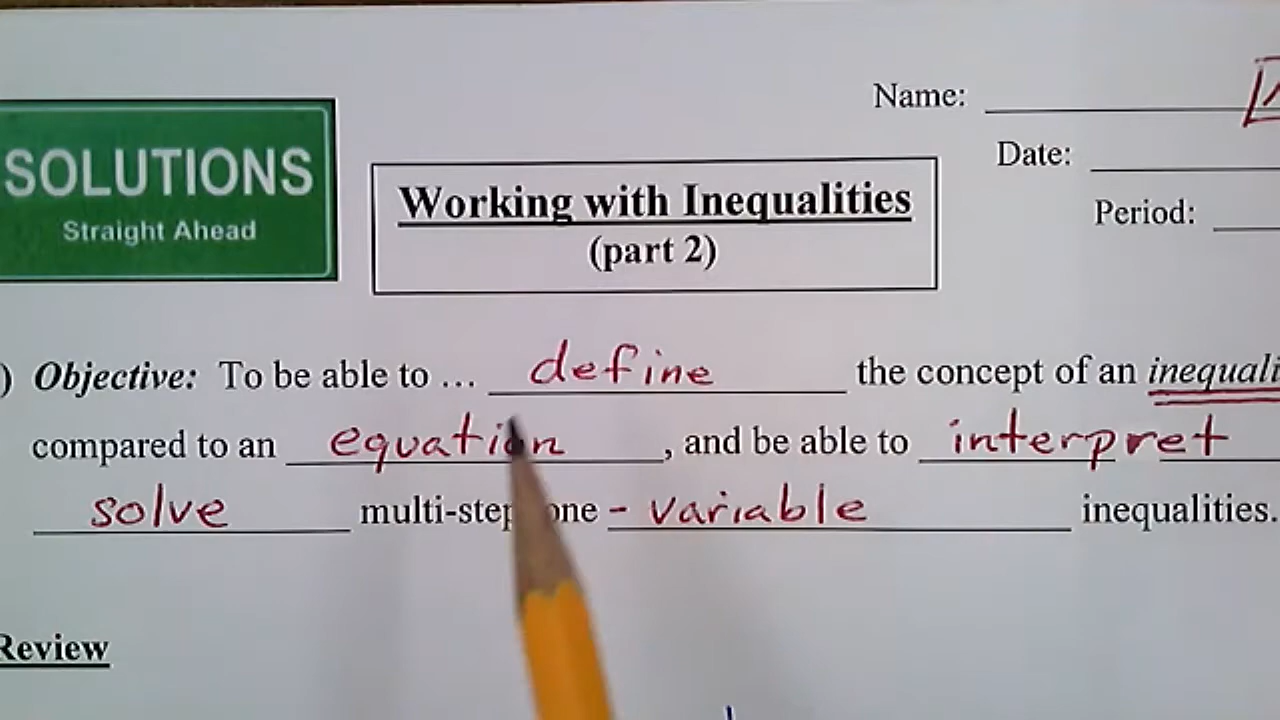 Name:
SOLUTIONS
Straight Ahead
Date:
Working with Inequalities
Period:
(part 2)
) Objective: To be able to ... define the concept of an inequali
compared to an equation, and be able to interpret
solve multi-step one - variable inequalities.
Review